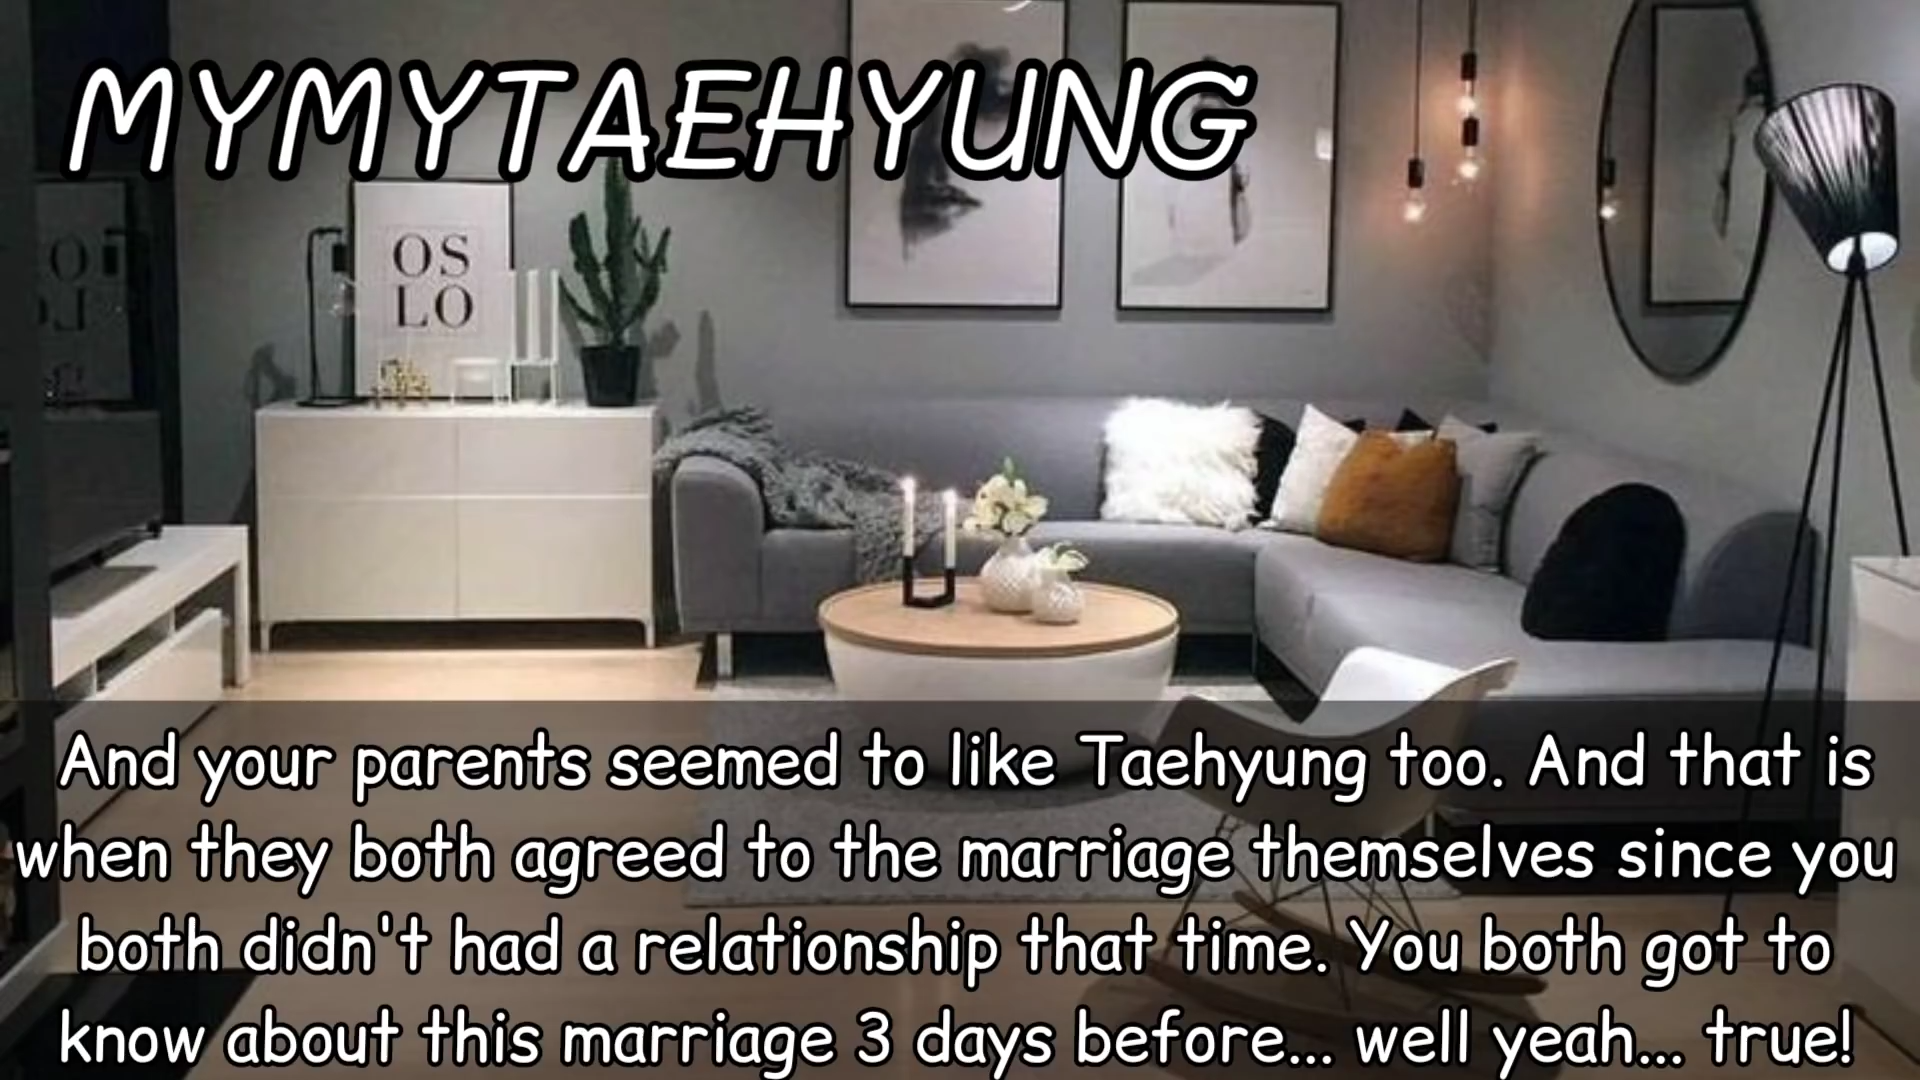 MYMYTAEHYUNG
OS
LO
And your parents seemed to like Taehyung too. And that is
when they both agreed to the marriage themselves since you
both didn't had a relationship that time. You both got to
know about this marriage 3 days before... well yeah... true!